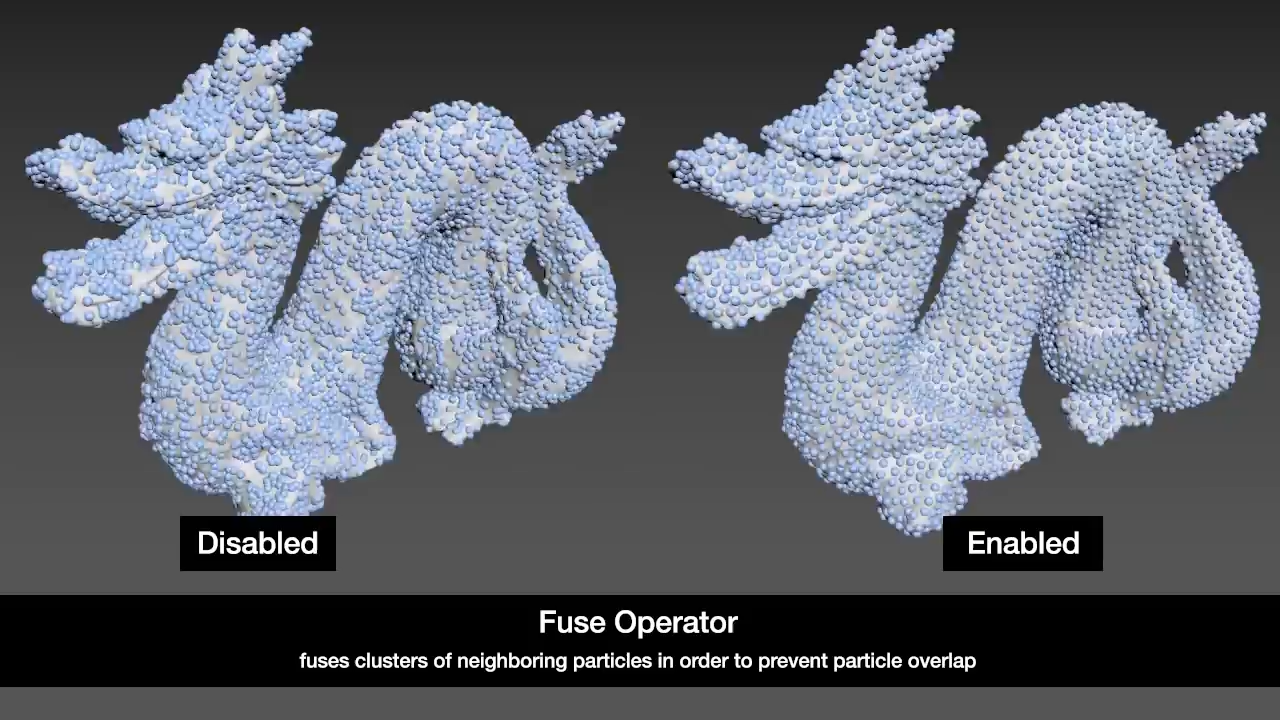 Disabled
Enabled
Fuse Operator
fuses clusters of neighboring particles in order to prevent particle overlap